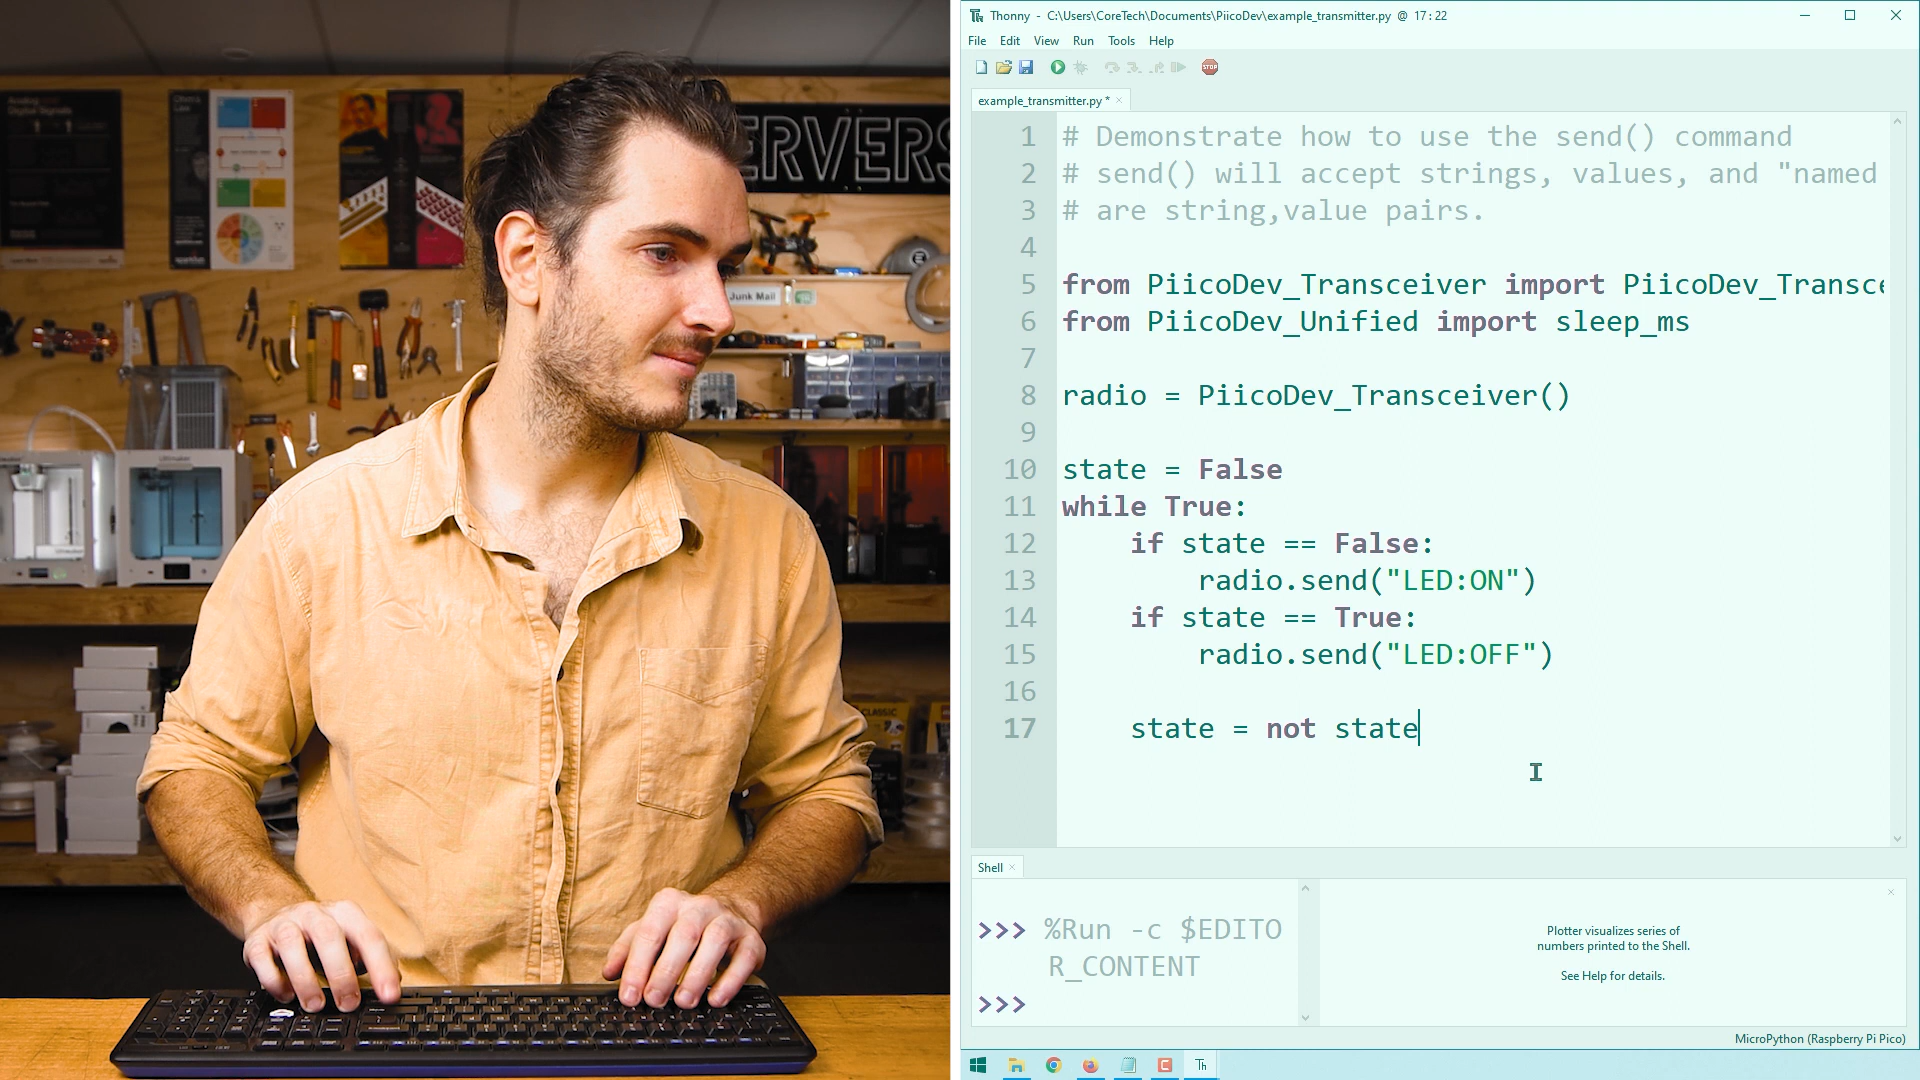 ERVERS
Junk Mail
Ultimaker
CLASSIC
Thonny - C:\Users\CoreTech\Documents\PiicoDev\example_transmitter.py @ 17 : 22
File Edit View Run Tools Help
STOP
example_transmitter.py *
1 # Demonstrate how to use the send() command
2 # send() will accept strings, values, and "named
3 # are string,value pairs.
4
5 from PiicoDev_Transceiver import PiicoDev_Transce
6 from PiicoDev_Unified import sleep_ms
7
8 radio = PiicoDev_Transceiver()
9
10 state = False
11 while True:
12 if state == False:
13 radio.send("LED:ON")
14 if state == True:
15 radio.send("LED:OFF")
16
17 state = not state
Shell
>>> %Run -c $EDITO
R_CONTENT
>>>
Plotter visualizes series of
numbers printed to the Shell.
See Help for details.
MicroPython (Raspberry Pi Pico)
Th